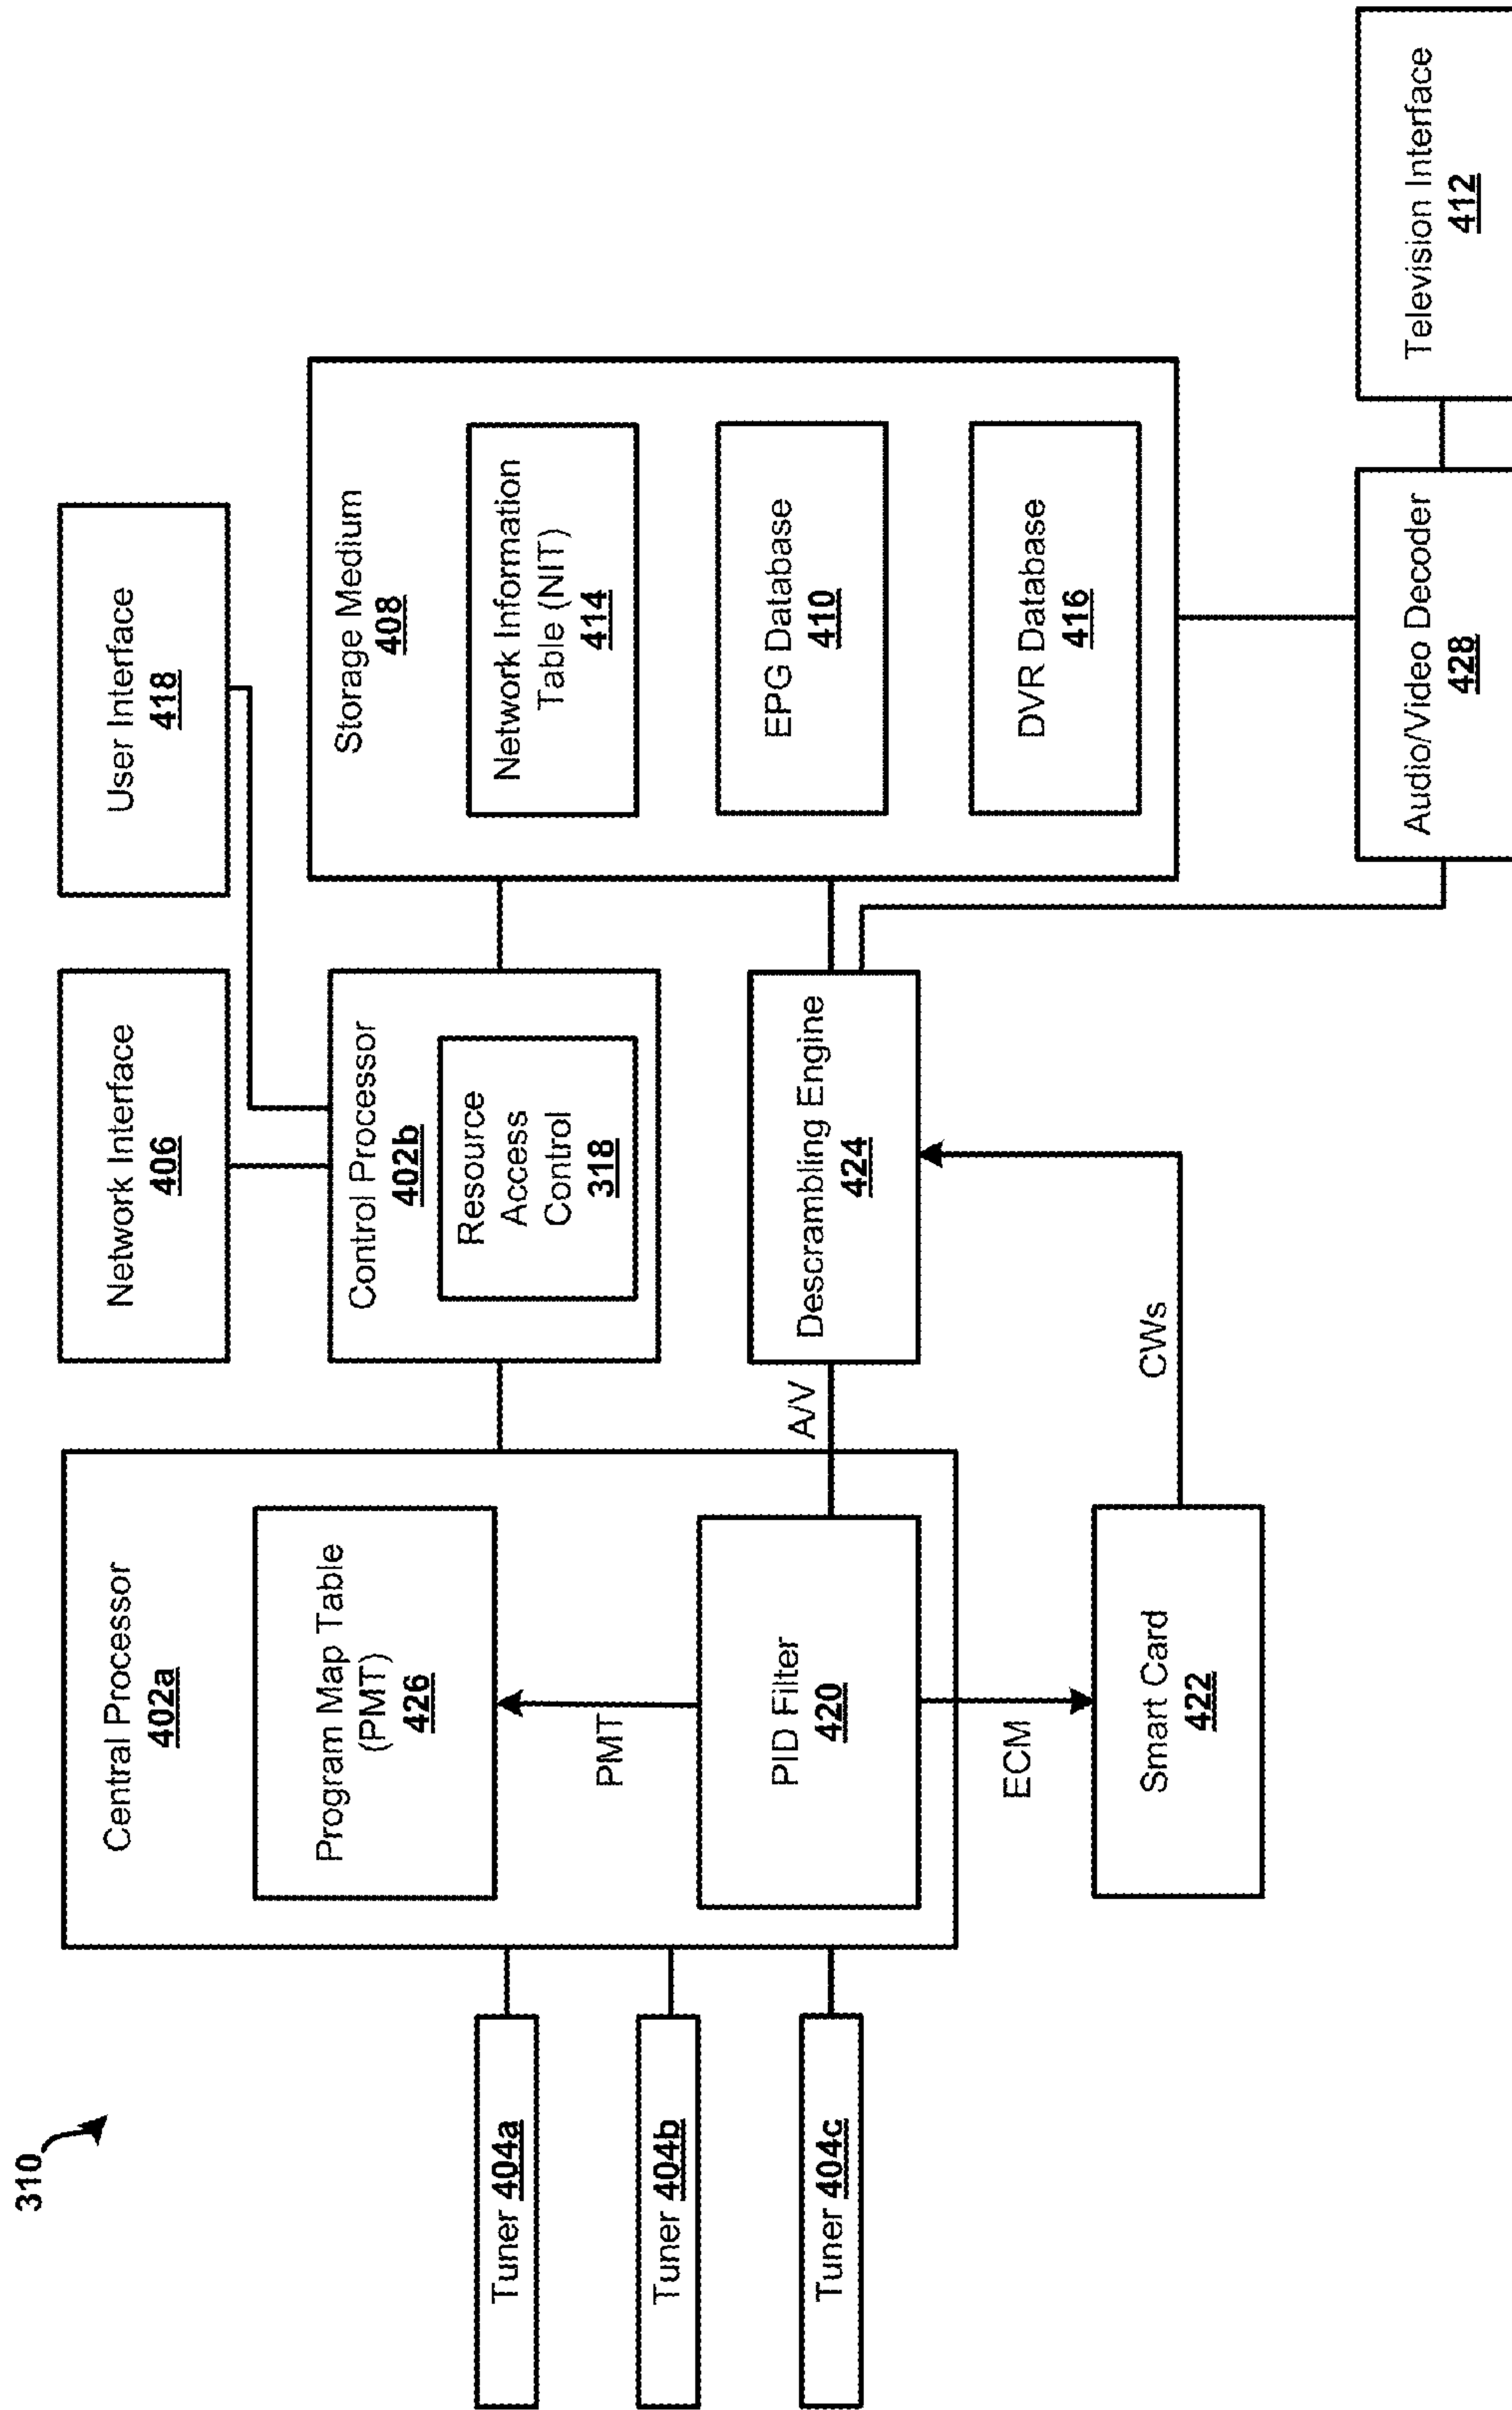 310
Tuner 404a
Tuner 404b
Tuner 404c
Central Processor
402a
Program Map Table
(PMT)
426
PMT
PID Filter
420
ECM
Smart Card
422
A/V
CWs
Network Interface
406
Control Processor
402b
Resource
Access
Control
318
Descrambling Engine
424
User Interface
418
Storage Medium
408
Network Information
Table (NIT)
414
EPG Database
410
DVR Database
416
Audio/Video Decoder
428
Television Interface
412